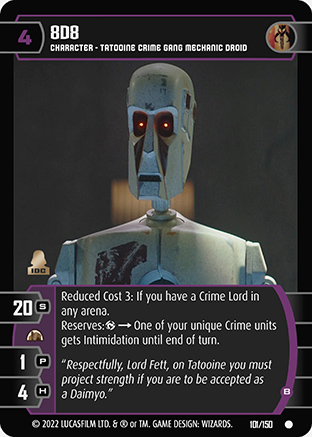 4
8D8
CHARACTER - TATOOINE CRIME GANG MECHANIC DROID
IDC
20 S
Reduced Cost 3: If you have a Crime Lord in
any arena.
Reserves: → One of your unique Crime units
gets Intimidation until end of turn.
1 P
4 H
“Respectfully, Lord Fett, on Tatooine you must
project strength if you are to be accepted as
a Daimyo.”
B
© 2022 LUCASFILM LTD. & ® OR TM. GAME DESIGN: WIZARDS.
101/150